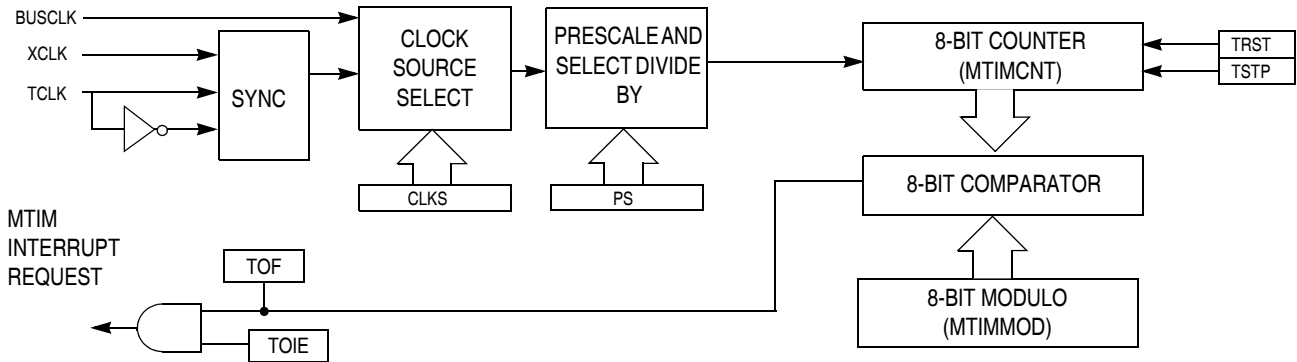 BUSCLK
XCLK
TCLK
SYNC
CLOCK
SOURCE
SELECT
PRESCALE AND
SELECT DIVIDE
BY
8-BIT COUNTER
(MTIMCNT)
TRST
TSTP
CLKS
PS
8-BIT COMPARATOR
MTIM
INTERRUPT
REQUEST
TOF
TOIE
8-BIT MODULO
(MTIMMOD)